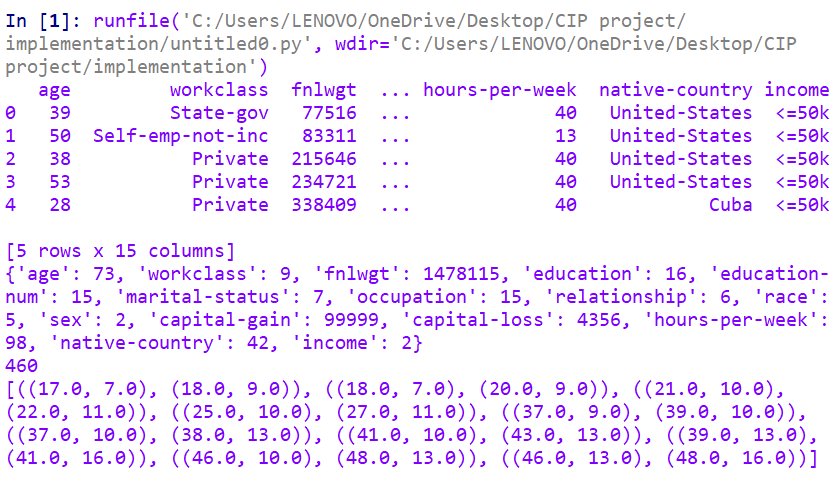 In [1]: runfile('C:/Users/LENOVO/OneDrive/Desktop/CIP project/
implementation/untitled0.py', wdir='C:/Users/LENOVO/OneDrive/Desktop/CIP
project/implementation')
   age         workclass  fnlwgt  ... hours-per-week  native-country income
0   39         State-gov   77516  ...             40   United-States  <=50k
1   50  Self-emp-not-inc   83311  ...             13   United-States  <=50k
2   38           Private  215646  ...             40   United-States  <=50k
3   53           Private  234721  ...             40   United-States  <=50k
4   28           Private  338409  ...             40            Cuba  <=50k
[5 rows x 15 columns]
{'age': 73, 'workclass': 9, 'fnlwgt': 1478115, 'education': 16, 'education-
num': 15, 'marital-status': 7, 'occupation': 15, 'relationship': 6, 'race':
5, 'sex': 2, 'capital-gain': 99999, 'capital-loss': 4356, 'hours-per-week':
98, 'native-country': 42, 'income': 2}
460
[((17.0, 7.0), (18.0, 9.0)), ((18.0, 7.0), (20.0, 9.0)), ((21.0, 10.0),
(22.0, 11.0)), ((25.0, 10.0), (27.0, 11.0)), ((37.0, 9.0), (39.0, 10.0)),
((37.0, 10.0), (38.0, 13.0)), ((41.0, 10.0), (43.0, 13.0)), ((39.0, 13.0),
(41.0, 16.0)), ((46.0, 10.0), (48.0, 13.0)), ((46.0, 13.0), (48.0, 16.0))]